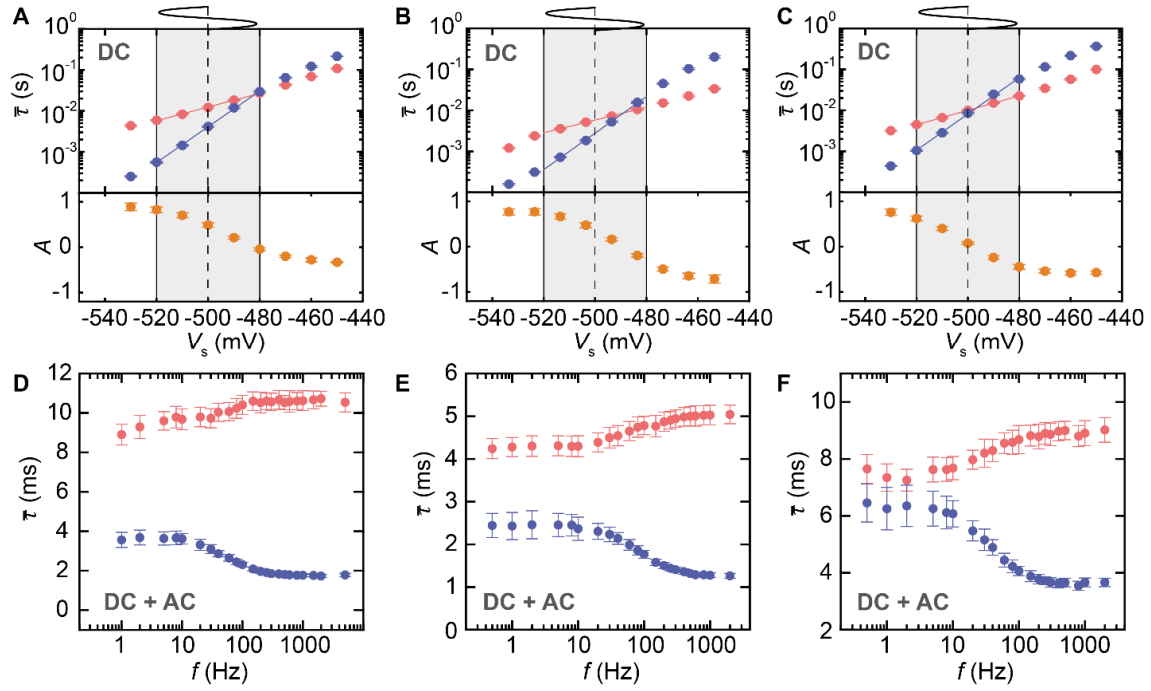 A
B
C
DC
DC
DC
τ̄ (s)
τ̄ (s)
τ̄ (s)
10⁰
10⁻¹
10⁻²
10⁻³
10⁰
10⁻¹
10⁻²
10⁻³
10⁰
10⁻¹
10⁻²
10⁻³
A
A
A
1
0
-1
1
0
-1
1
0
-1
-540 -520 -500 -480 -460 -440
-540 -520 -500 -480 -460 -440
-540 -520 -500 -480 -460 -440
Vs (mV)
Vs (mV)
Vs (mV)
D
E
F
τ̄ (ms)
τ̄ (ms)
τ̄ (ms)
12
10
8
6
4
2
0
6
5
4
3
2
1
0
10
8
6
4
2
DC + AC
DC + AC
DC + AC
1 10 100 1000
1 10 100 1000
1 10 100 1000
f (Hz)
f (Hz)
f (Hz)